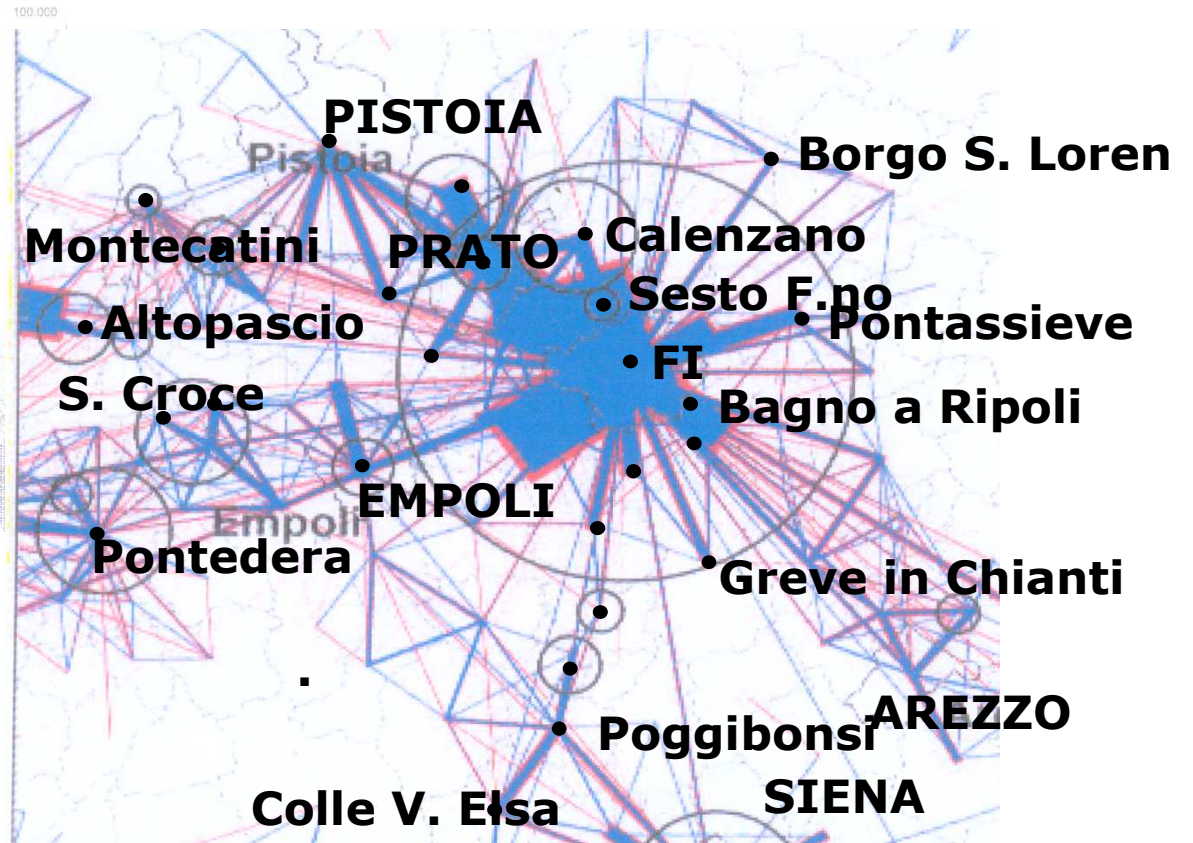 100.000
PISTOIA
Pistoia
Borgo S. Loren
Montecatini
PRATO
Calenzano
Sesto F.no
Altopascio
Pontassieve
FI
S. Croce
Bagno a Ripoli
EMPOLI
Empoli
Pontedera
Greve in Chianti
.
AREZZO
Poggibonsi
SIENA
Colle V. Elsa